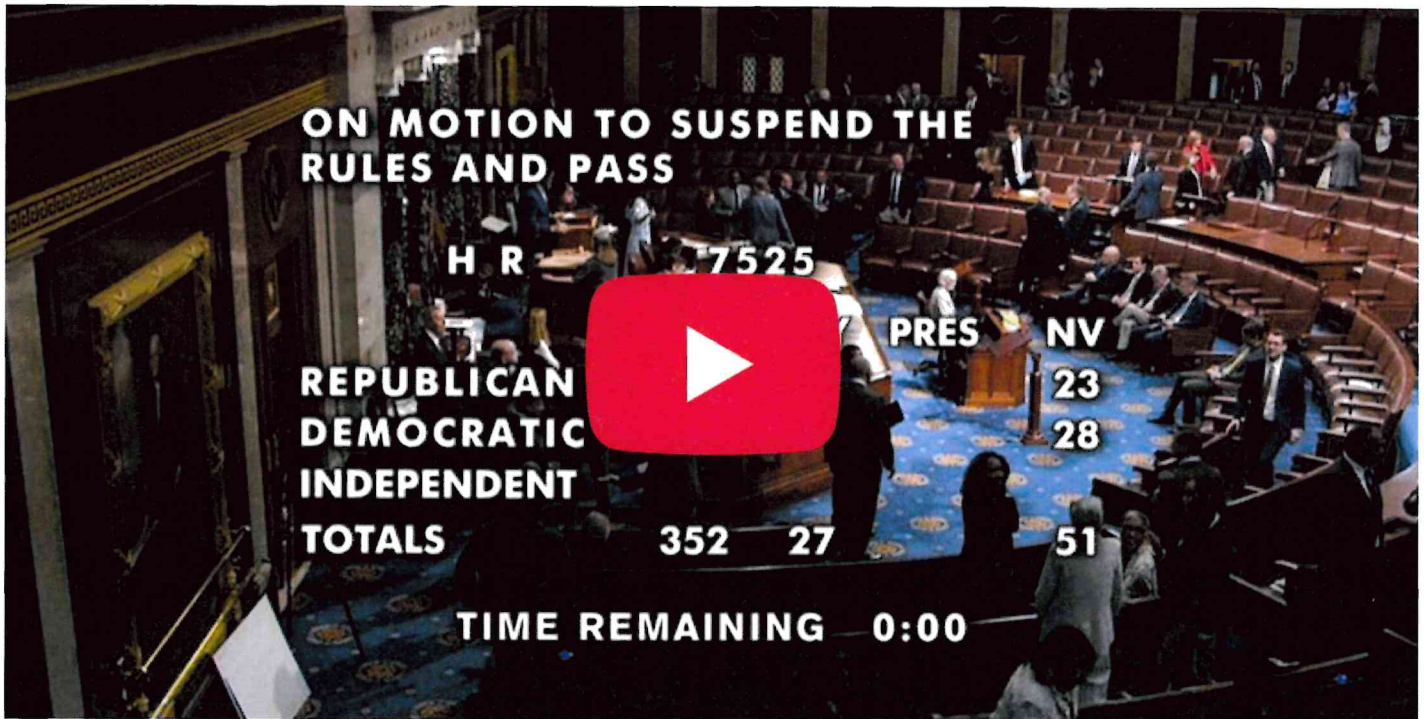 ON MOTION TO SUSPEND THE
RULES AND PASS
H R 7525
PRES NV
REPUBLICAN 23
DEMOCRATIC 28
INDEPENDENT
TOTALS 352 27 51
TIME REMAINING 0:00